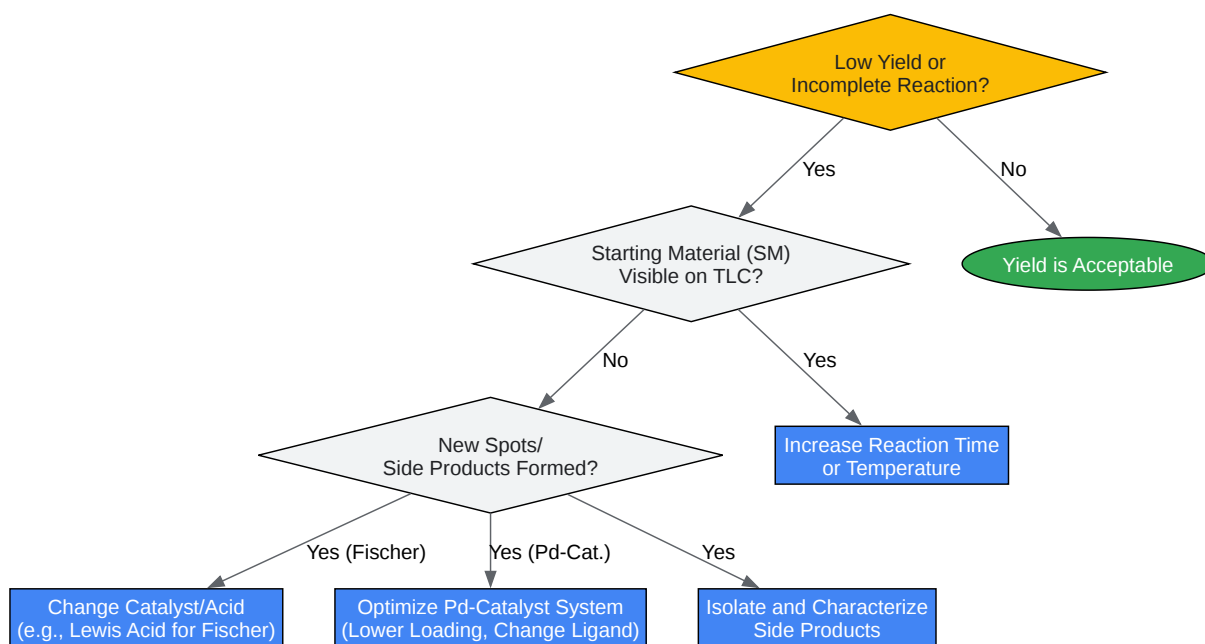 Low Yield or
Incomplete Reaction?
Yes
No
Starting Material (SM)
Visible on TLC?
Yield is Acceptable
No
Yes
New Spots/
Side Products Formed?
Increase Reaction Time
or Temperature
Yes (Fischer)
Yes (Pd-Cat.)
Yes
Change Catalyst/Acid
(e.g., Lewis Acid for Fischer)
Optimize Pd-Catalyst System
(Lower Loading, Change Ligand)
Isolate and Characterize
Side Products